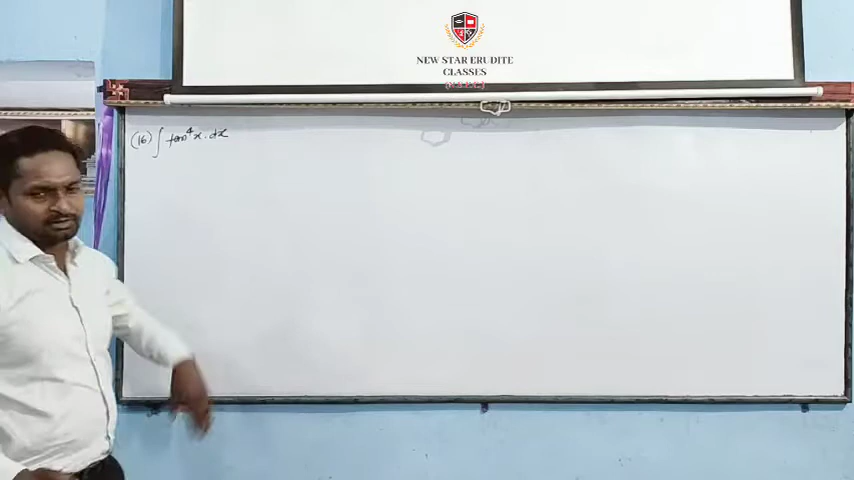 NEW STAR ERUDITE
CLASSES
(16) ∫ tan⁴x. dx